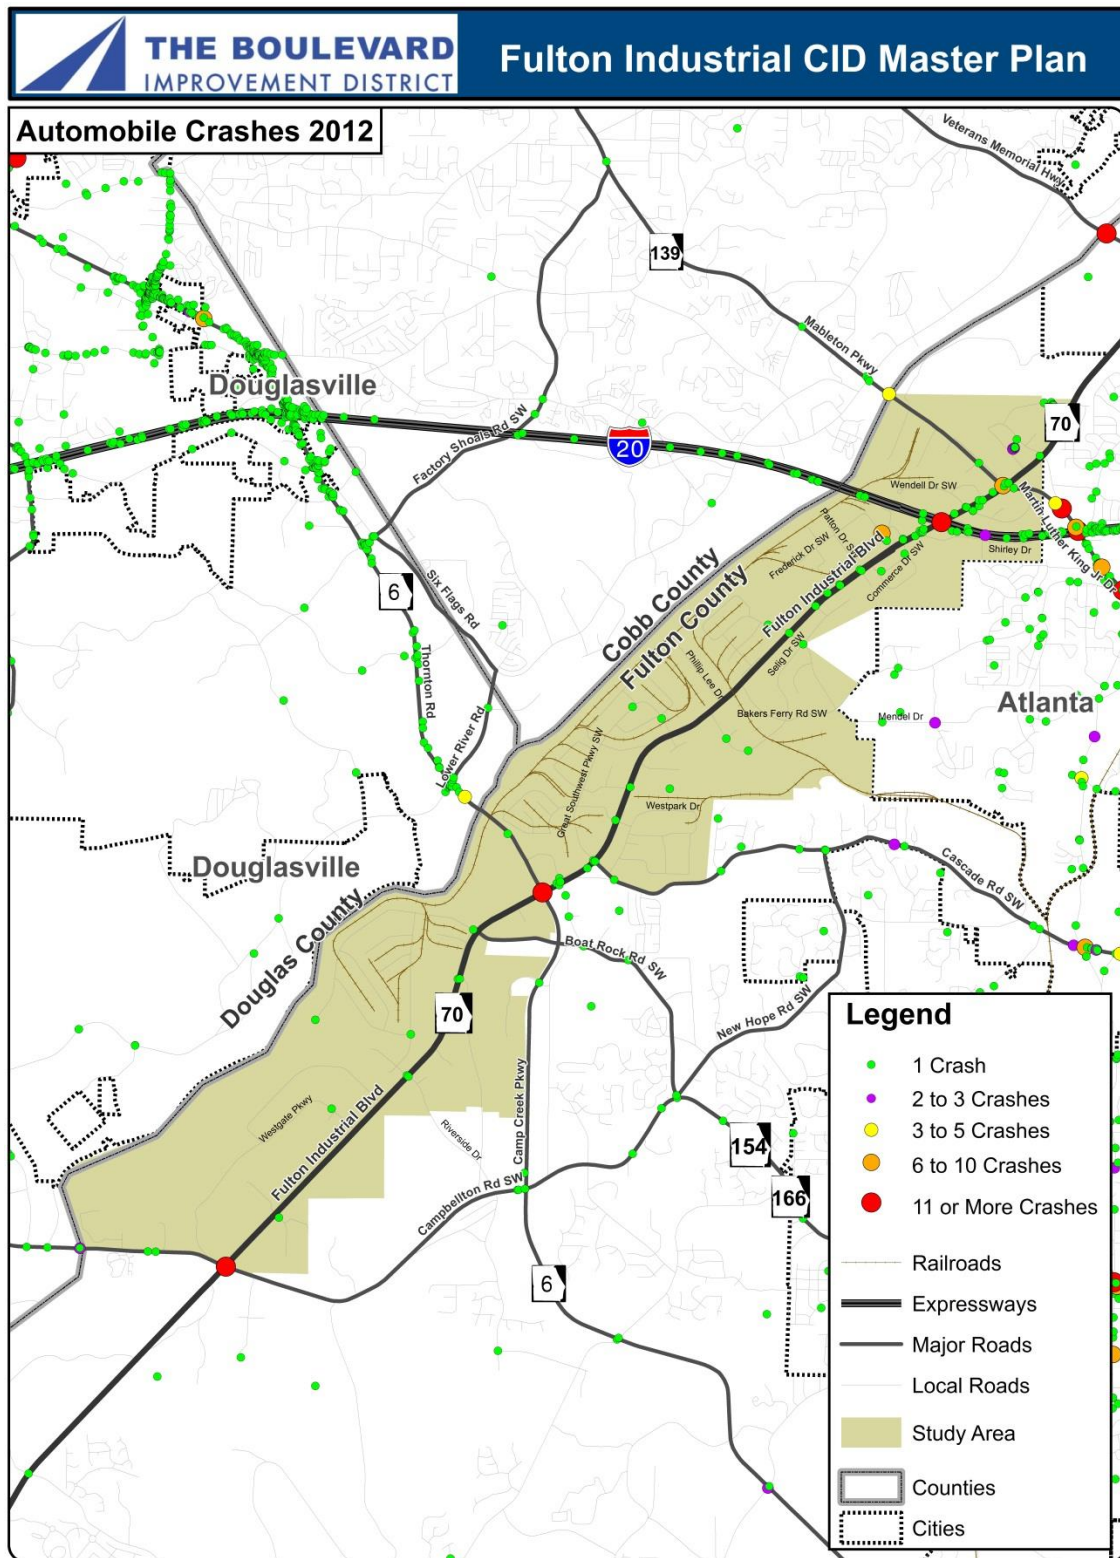 THE BOULEVARD
IMPROVEMENT DISTRICT
Fulton Industrial CID Master Plan
Automobile Crashes 2012
Veterans Memorial Hwy
139
Mableton Pkwy
Douglasville
70
Factory Shoals Rd SW
20
Wendell Dr SW
Martin Luther King Jr Dr
Patton Dr SW
Frederick Dr SW
Fulton Industrial Blvd
Commerce Dr SW
Shirley Dr
Cobb County
Fulton County
6
Six Flags Rd
Thornton Rd
Selig Dr SW
Phillip Lee Dr
Bakers Ferry Rd SW
Mendel Dr
Atlanta
Lower River Rd
Great Southwest Pkwy SW
Westpark Dr
Douglasville
Cascade Rd SW
Douglas County
Boat Rock Rd SW
New Hope Rd SW
70
Westgate Pkwy
Fulton Industrial Blvd
Riverside Dr
Camp Creek Pkwy
Campbellton Rd SW
154
166
6
Legend
1 Crash
2 to 3 Crashes
3 to 5 Crashes
6 to 10 Crashes
11 or More Crashes
Railroads
Expressways
Major Roads
Local Roads
Study Area
Counties
Cities